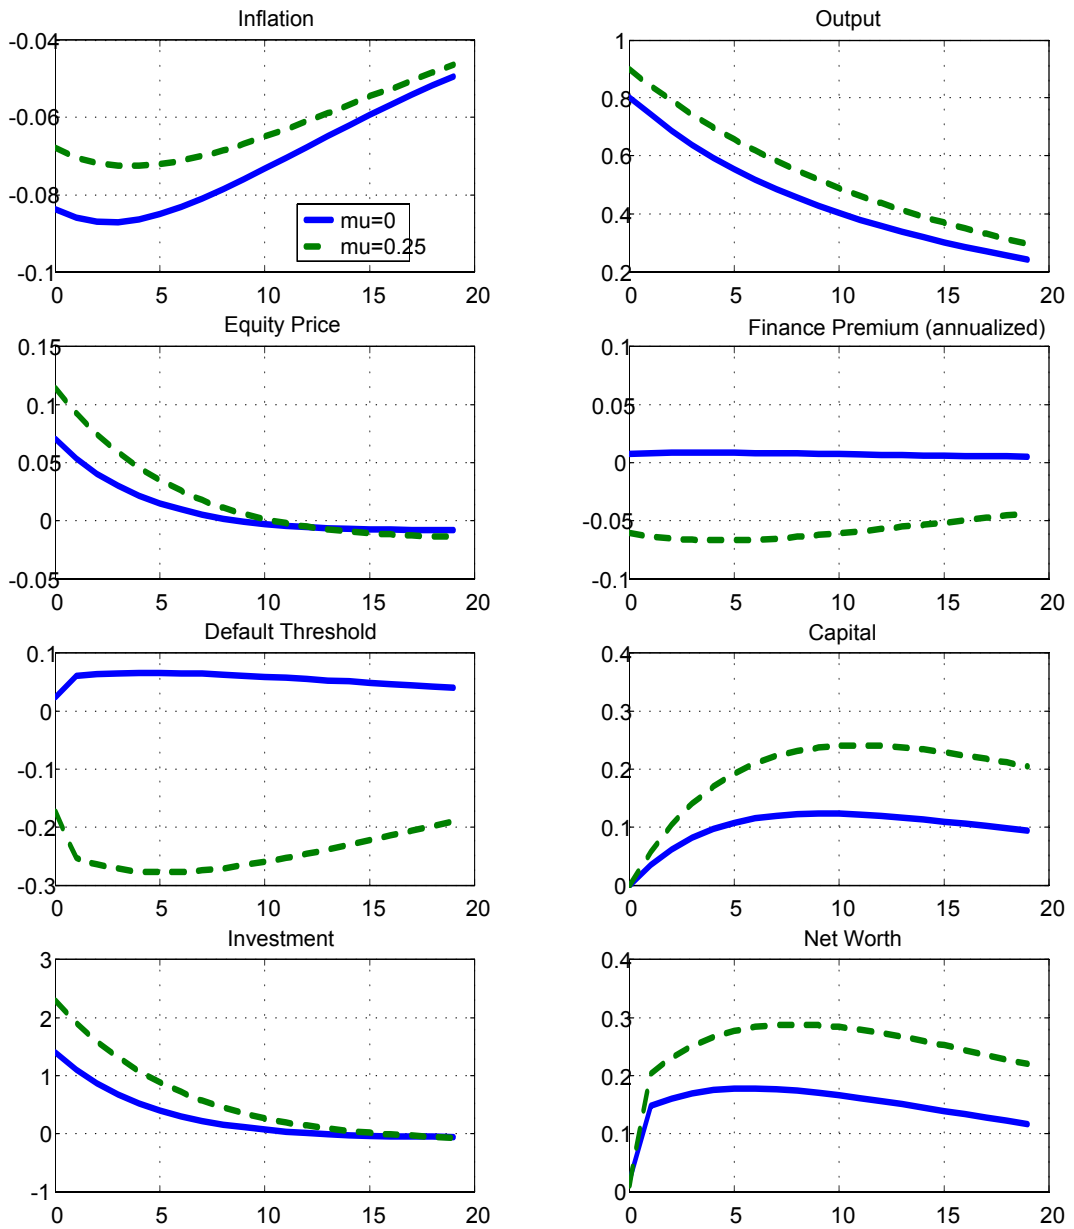 Inflation
-0.04
-0.06
-0.08
-0.1
0 5 10 15 20
mu=0
mu=0.25
Output
1
0.8
0.6
0.4
0.2
0 5 10 15 20
Equity Price
0.15
0.1
0.05
0
-0.05
0 5 10 15 20
Finance Premium (annualized)
0.1
0.05
0
-0.05
-0.1
0 5 10 15 20
Default Threshold
0.1
0
-0.1
-0.2
-0.3
0 5 10 15 20
Capital
0.4
0.3
0.2
0.1
0
0 5 10 15 20
Investment
3
2
1
0
-1
0 5 10 15 20
Net Worth
0.4
0.3
0.2
0.1
0
0 5 10 15 20